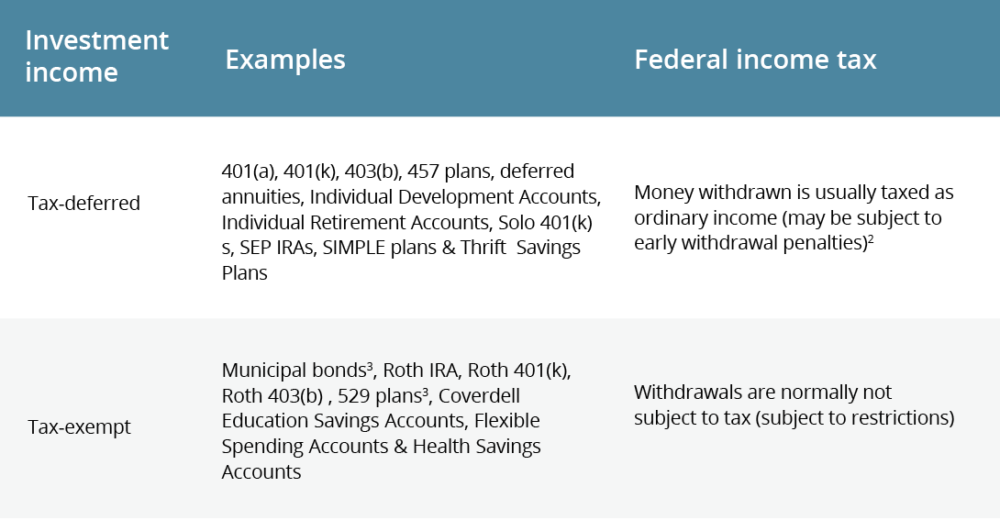 Investment
income
Examples
Federal income tax
Tax-deferred
401(a), 401(k), 403(b), 457 plans, deferred
annuities, Individual Development Accounts,
Individual Retirement Accounts, Solo 401(k)
s, SEP IRAs, SIMPLE plans & Thrift  Savings
Plans
Money withdrawn is usually taxed as
ordinary income (may be subject to
early withdrawal penalties)²
Tax-exempt
Municipal bonds³, Roth IRA, Roth 401(k),
Roth 403(b) , 529 plans³, Coverdell
Education Savings Accounts, Flexible
Spending Accounts & Health Savings
Accounts
Withdrawals are normally not
subject to tax (subject to restrictions)